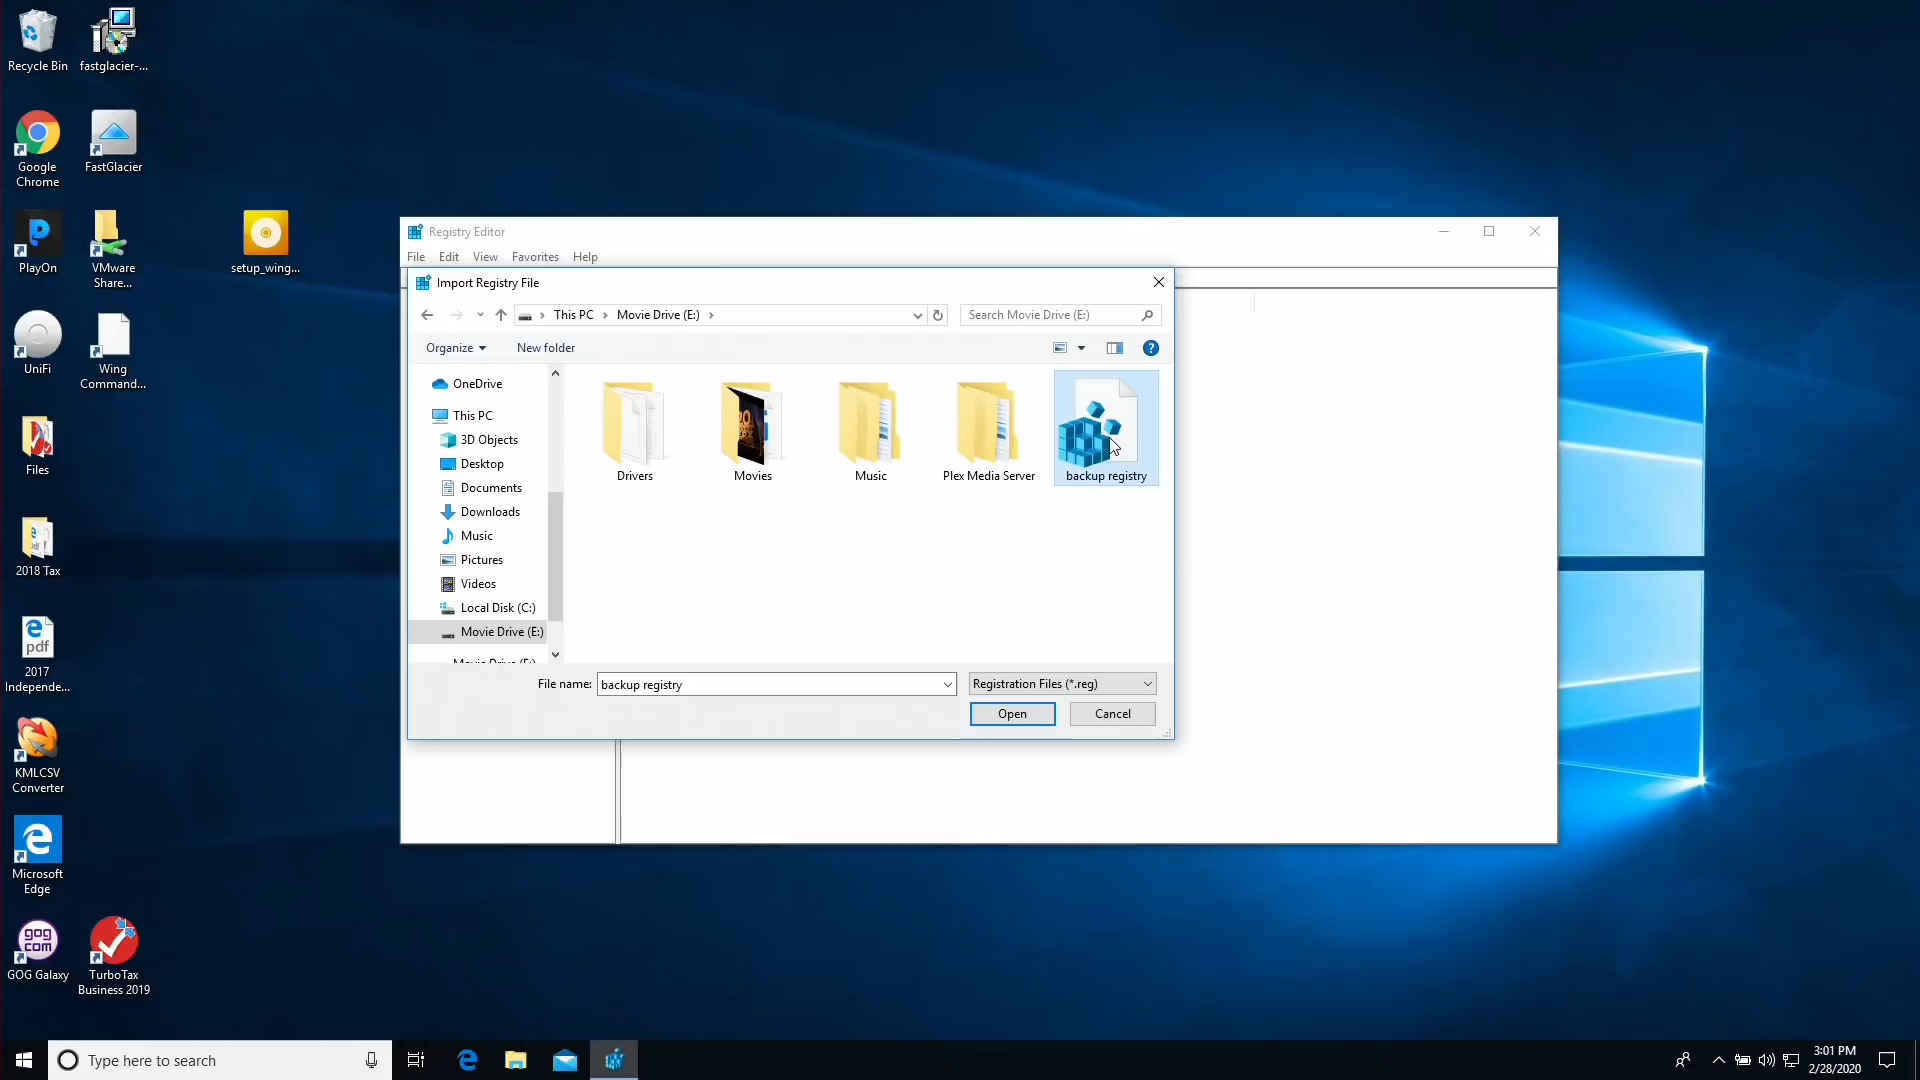 Recycle Bin
fastglacier-...
Google
Chrome
FastGlacier
PlayOn
VMware
Share...
setup_wing...
UniFi
Wing
Command...
Files
2018 Tax
pdf
2017
Independe...
KMLCSV
Converter
Microsoft
Edge
gog
com
GOG Galaxy
TurboTax
Business 2019
Registry Editor
File Edit View Favorites Help
Import Registry File
This PC > Movie Drive (E:) >
Search Movie Drive (E:)
Organize
New folder
OneDrive
This PC
3D Objects
Desktop
Documents
Downloads
Music
Pictures
Videos
Local Disk (C:)
Movie Drive (E:)
Drivers
Movies
Music
Plex Media Server
backup registry
File name: backup registry
Registration Files (*.reg)
Open
Cancel
Type here to search
3:01 PM
2/28/2020